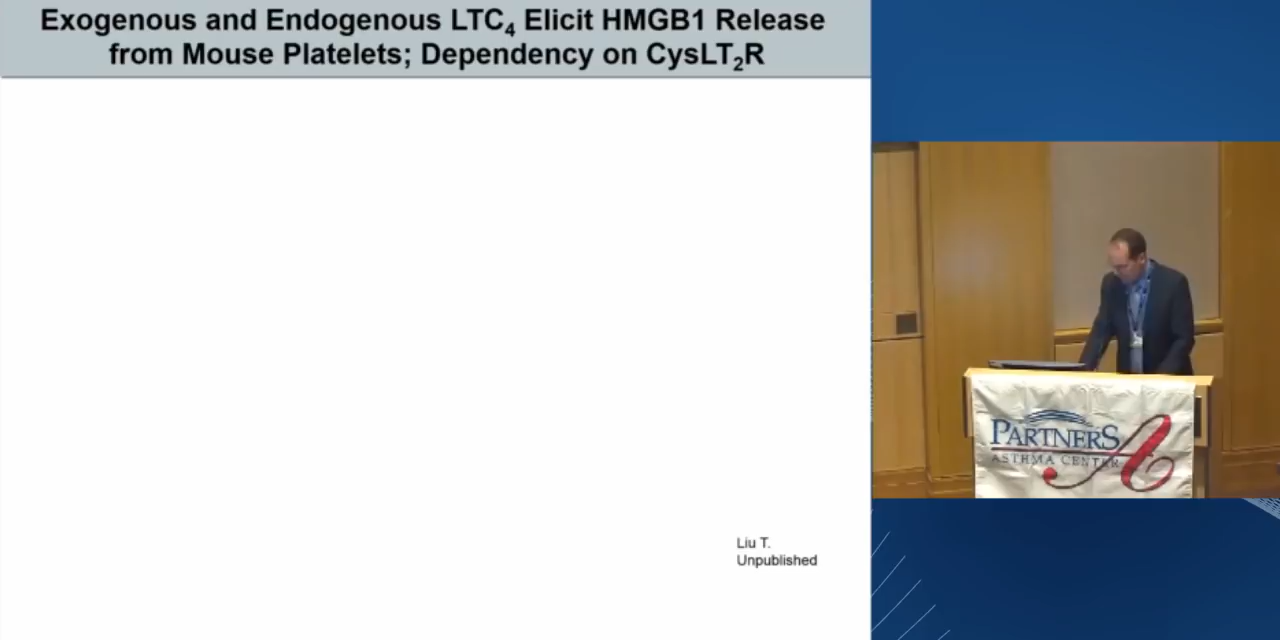 Exogenous and Endogenous LTC₄ Elicit HMGB1 Release
from Mouse Platelets; Dependency on CysLT₂R
Liu T.
Unpublished
PARTNERS
ASTHMA CENTER
A